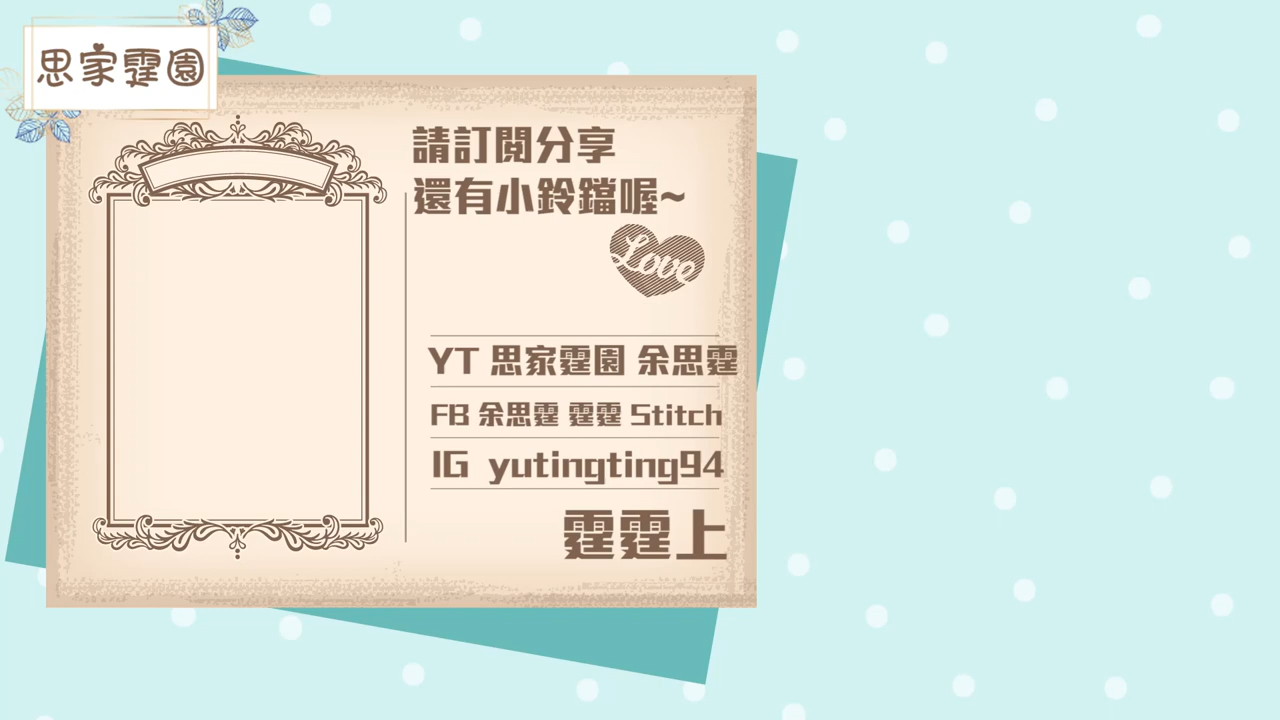 思家霆園
請訂閱分享
還有小鈴鐺喔~
Love
YT 思家霆園 余思霆
FB 余思霆 霆霆 Stitch
IG yutingting94
霆霆上